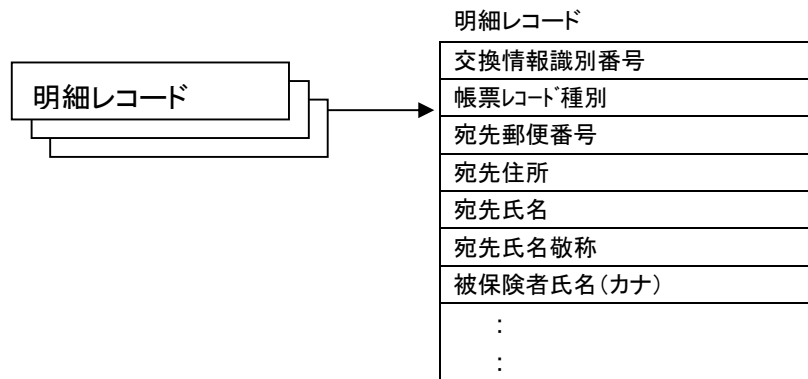 明細レコード
明細レコード
交換情報識別番号
帳票ﾚｺｰﾄﾞ種別
宛先郵便番号
宛先住所
宛先氏名
宛先氏名敬称
被保険者氏名(カナ)
:
: